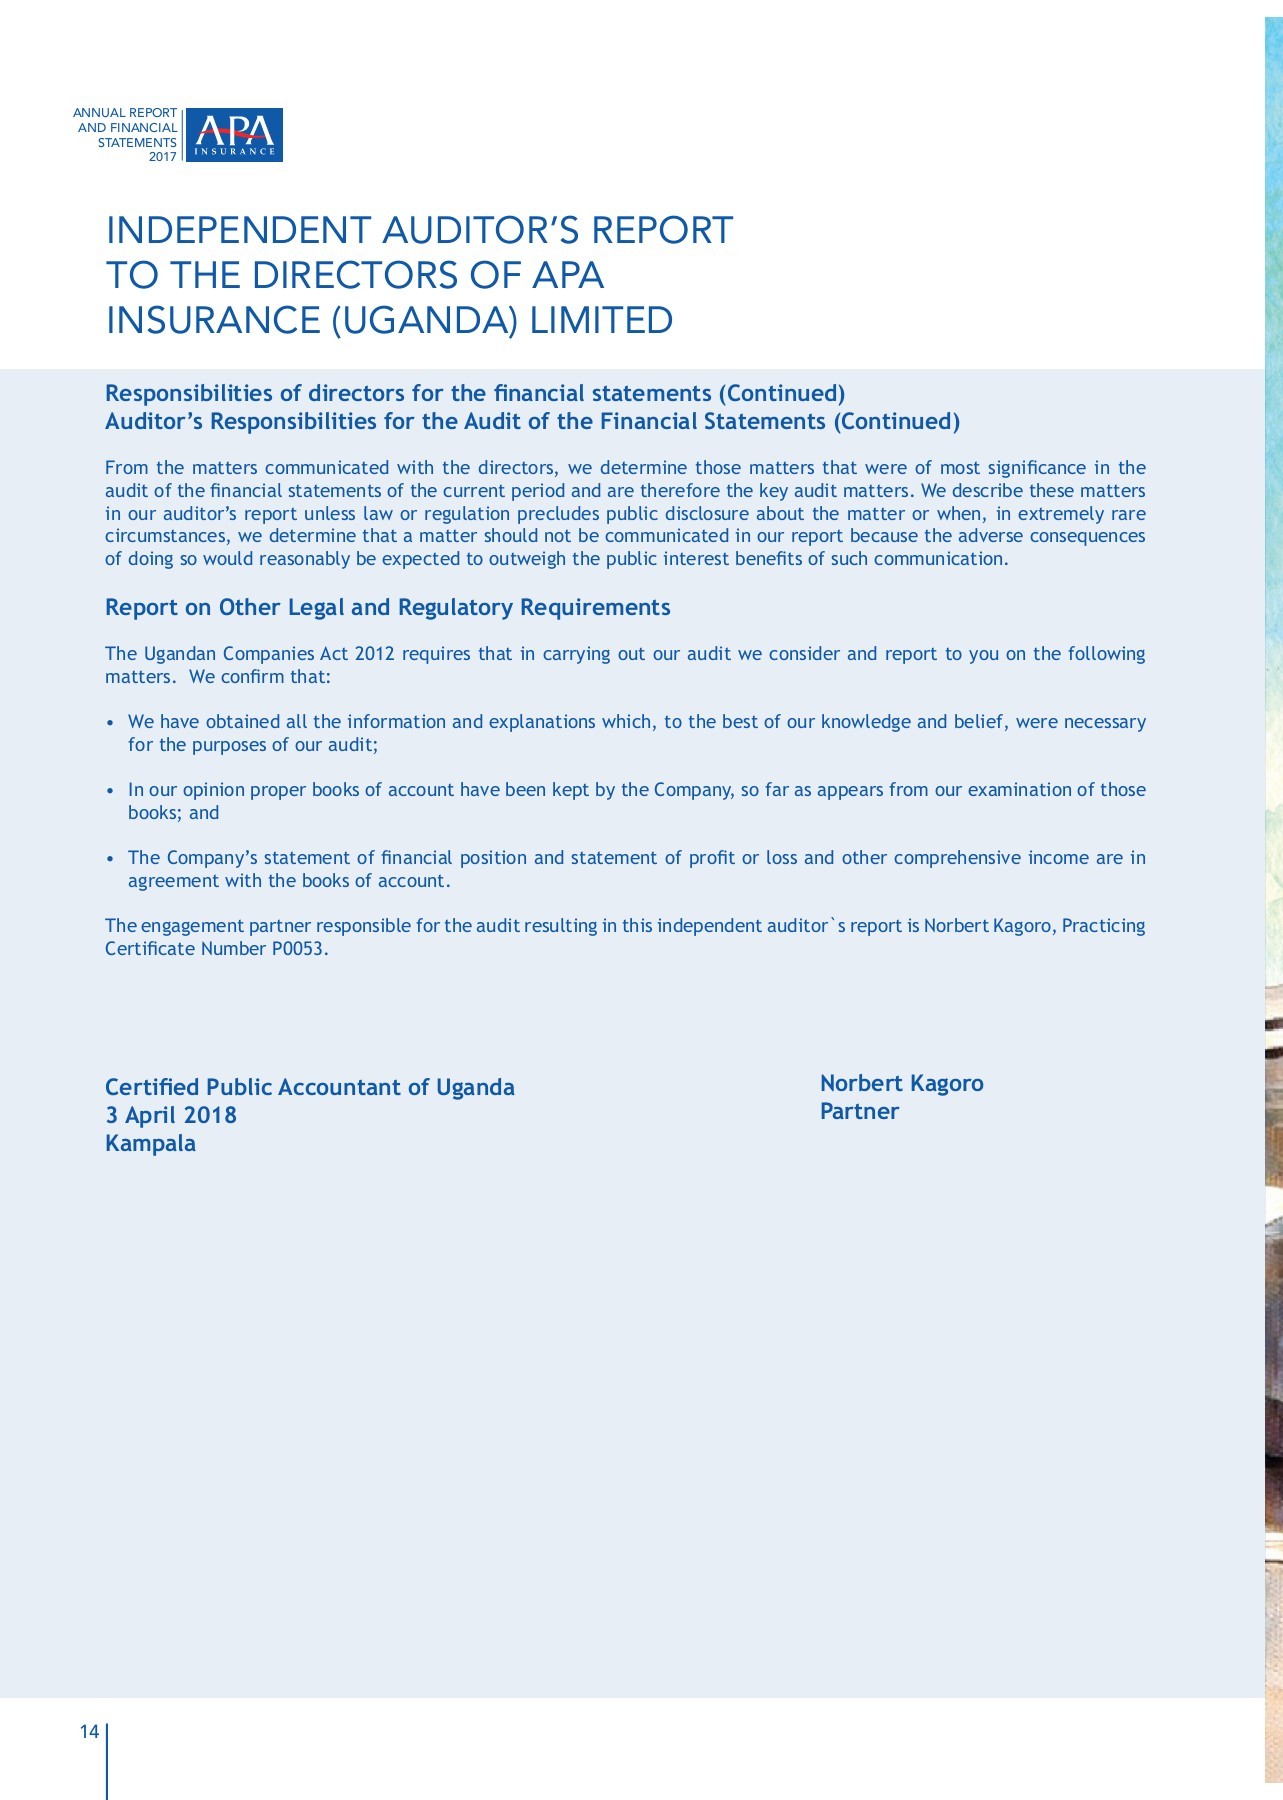 ANNUAL REPORT
AND FINANCIAL
STATEMENTS
2017
APA
INSURANCE
INDEPENDENT AUDITOR’S REPORT
TO THE DIRECTORS OF APA
INSURANCE (UGANDA) LIMITED
Responsibilities of directors for the financial statements (Continued)
Auditor’s Responsibilities for the Audit of the Financial Statements (Continued)
From the matters communicated with the directors, we determine those matters that were of most significance in the
audit of the financial statements of the current period and are therefore the key audit matters. We describe these matters
in our auditor’s report unless law or regulation precludes public disclosure about the matter or when, in extremely rare
circumstances, we determine that a matter should not be communicated in our report because the adverse consequences
of doing so would reasonably be expected to outweigh the public interest benefits of such communication.
Report on Other Legal and Regulatory Requirements
The Ugandan Companies Act 2012 requires that in carrying out our audit we consider and report to you on the following
matters.  We confirm that:
• We have obtained all the information and explanations which, to the best of our knowledge and belief, were necessary
for the purposes of our audit;
• In our opinion proper books of account have been kept by the Company, so far as appears from our examination of those
books; and
• The Company’s statement of financial position and statement of profit or loss and other comprehensive income are in
agreement with the books of account.
The engagement partner responsible for the audit resulting in this independent auditor`s report is Norbert Kagoro, Practicing
Certificate Number P0053.
Certified Public Accountant of Uganda
3 April 2018
Kampala
Norbert Kagoro
Partner
14